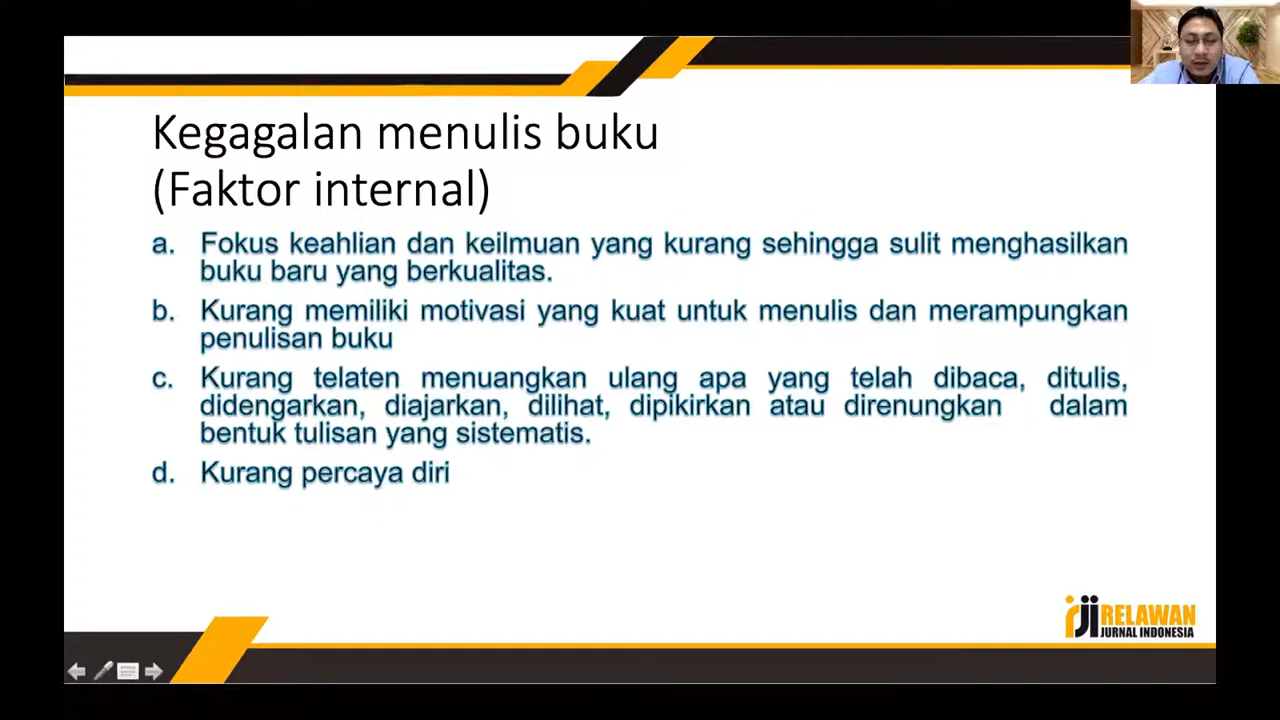 Kegagalan menulis buku
(Faktor internal)
a. Fokus keahlian dan keilmuan yang kurang sehingga sulit menghasilkan
buku baru yang berkualitas.
b. Kurang memiliki motivasi yang kuat untuk menulis dan merampungkan
penulisan buku
c. Kurang telaten menuangkan ulang apa yang telah dibaca, ditulis,
didengarkan, diajarkan, dilihat, dipikirkan atau direnungkan dalam
bentuk tulisan yang sistematis.
d. Kurang percaya diri
rji RELAWAN
JURNAL INDONESIA